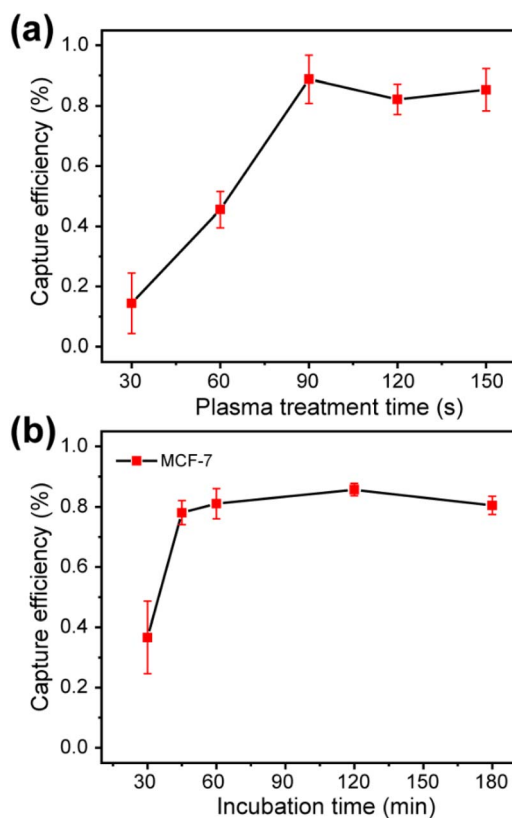 (a)
Capture efficiency (%)
1.0
0.8
0.6
0.4
0.2
0.0
30 60 90 120 150
Plasma treatment time (s)
(b)
MCF-7
Capture efficiency (%)
1.0
0.8
0.6
0.4
0.2
0.0
30 60 90 120 150 180
Incubation time (min)